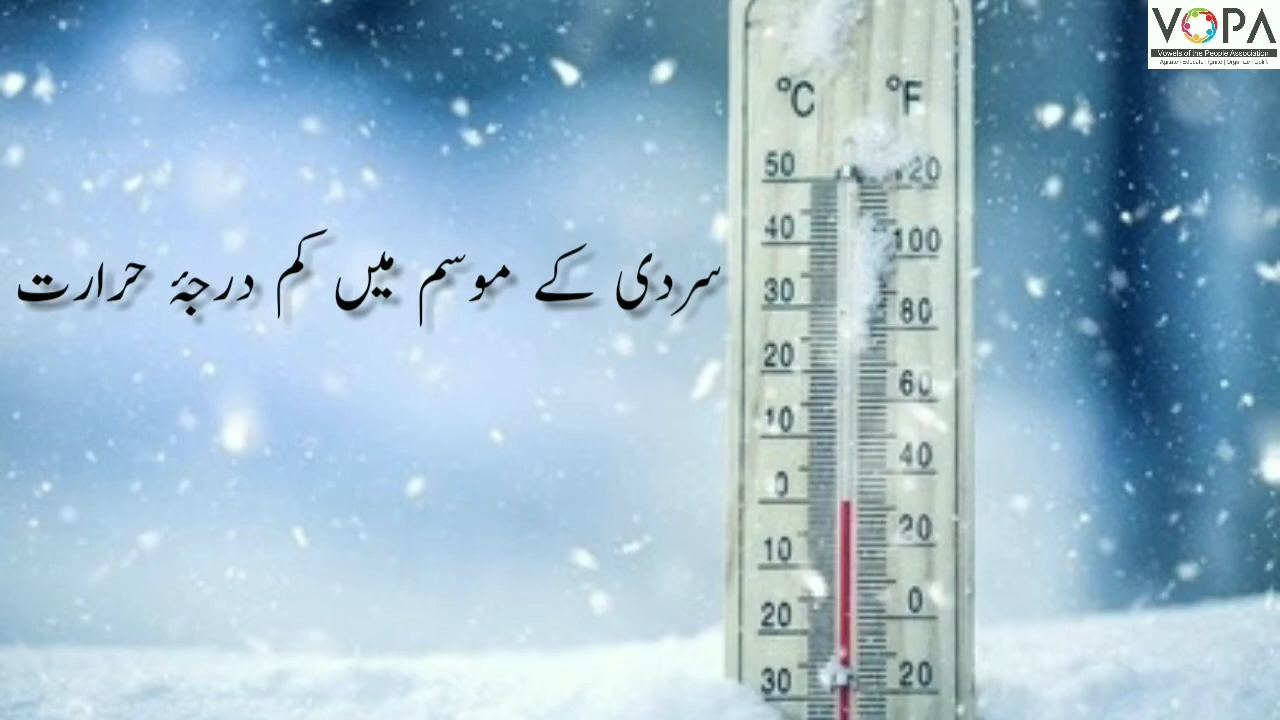 VOPA
Vowels of the People Association
سردی کے موسم میں کم درجۂ حرارت
°C °F
50 120
40 100
30 80
20 60
10 40
0 20
10 0
20 20
30